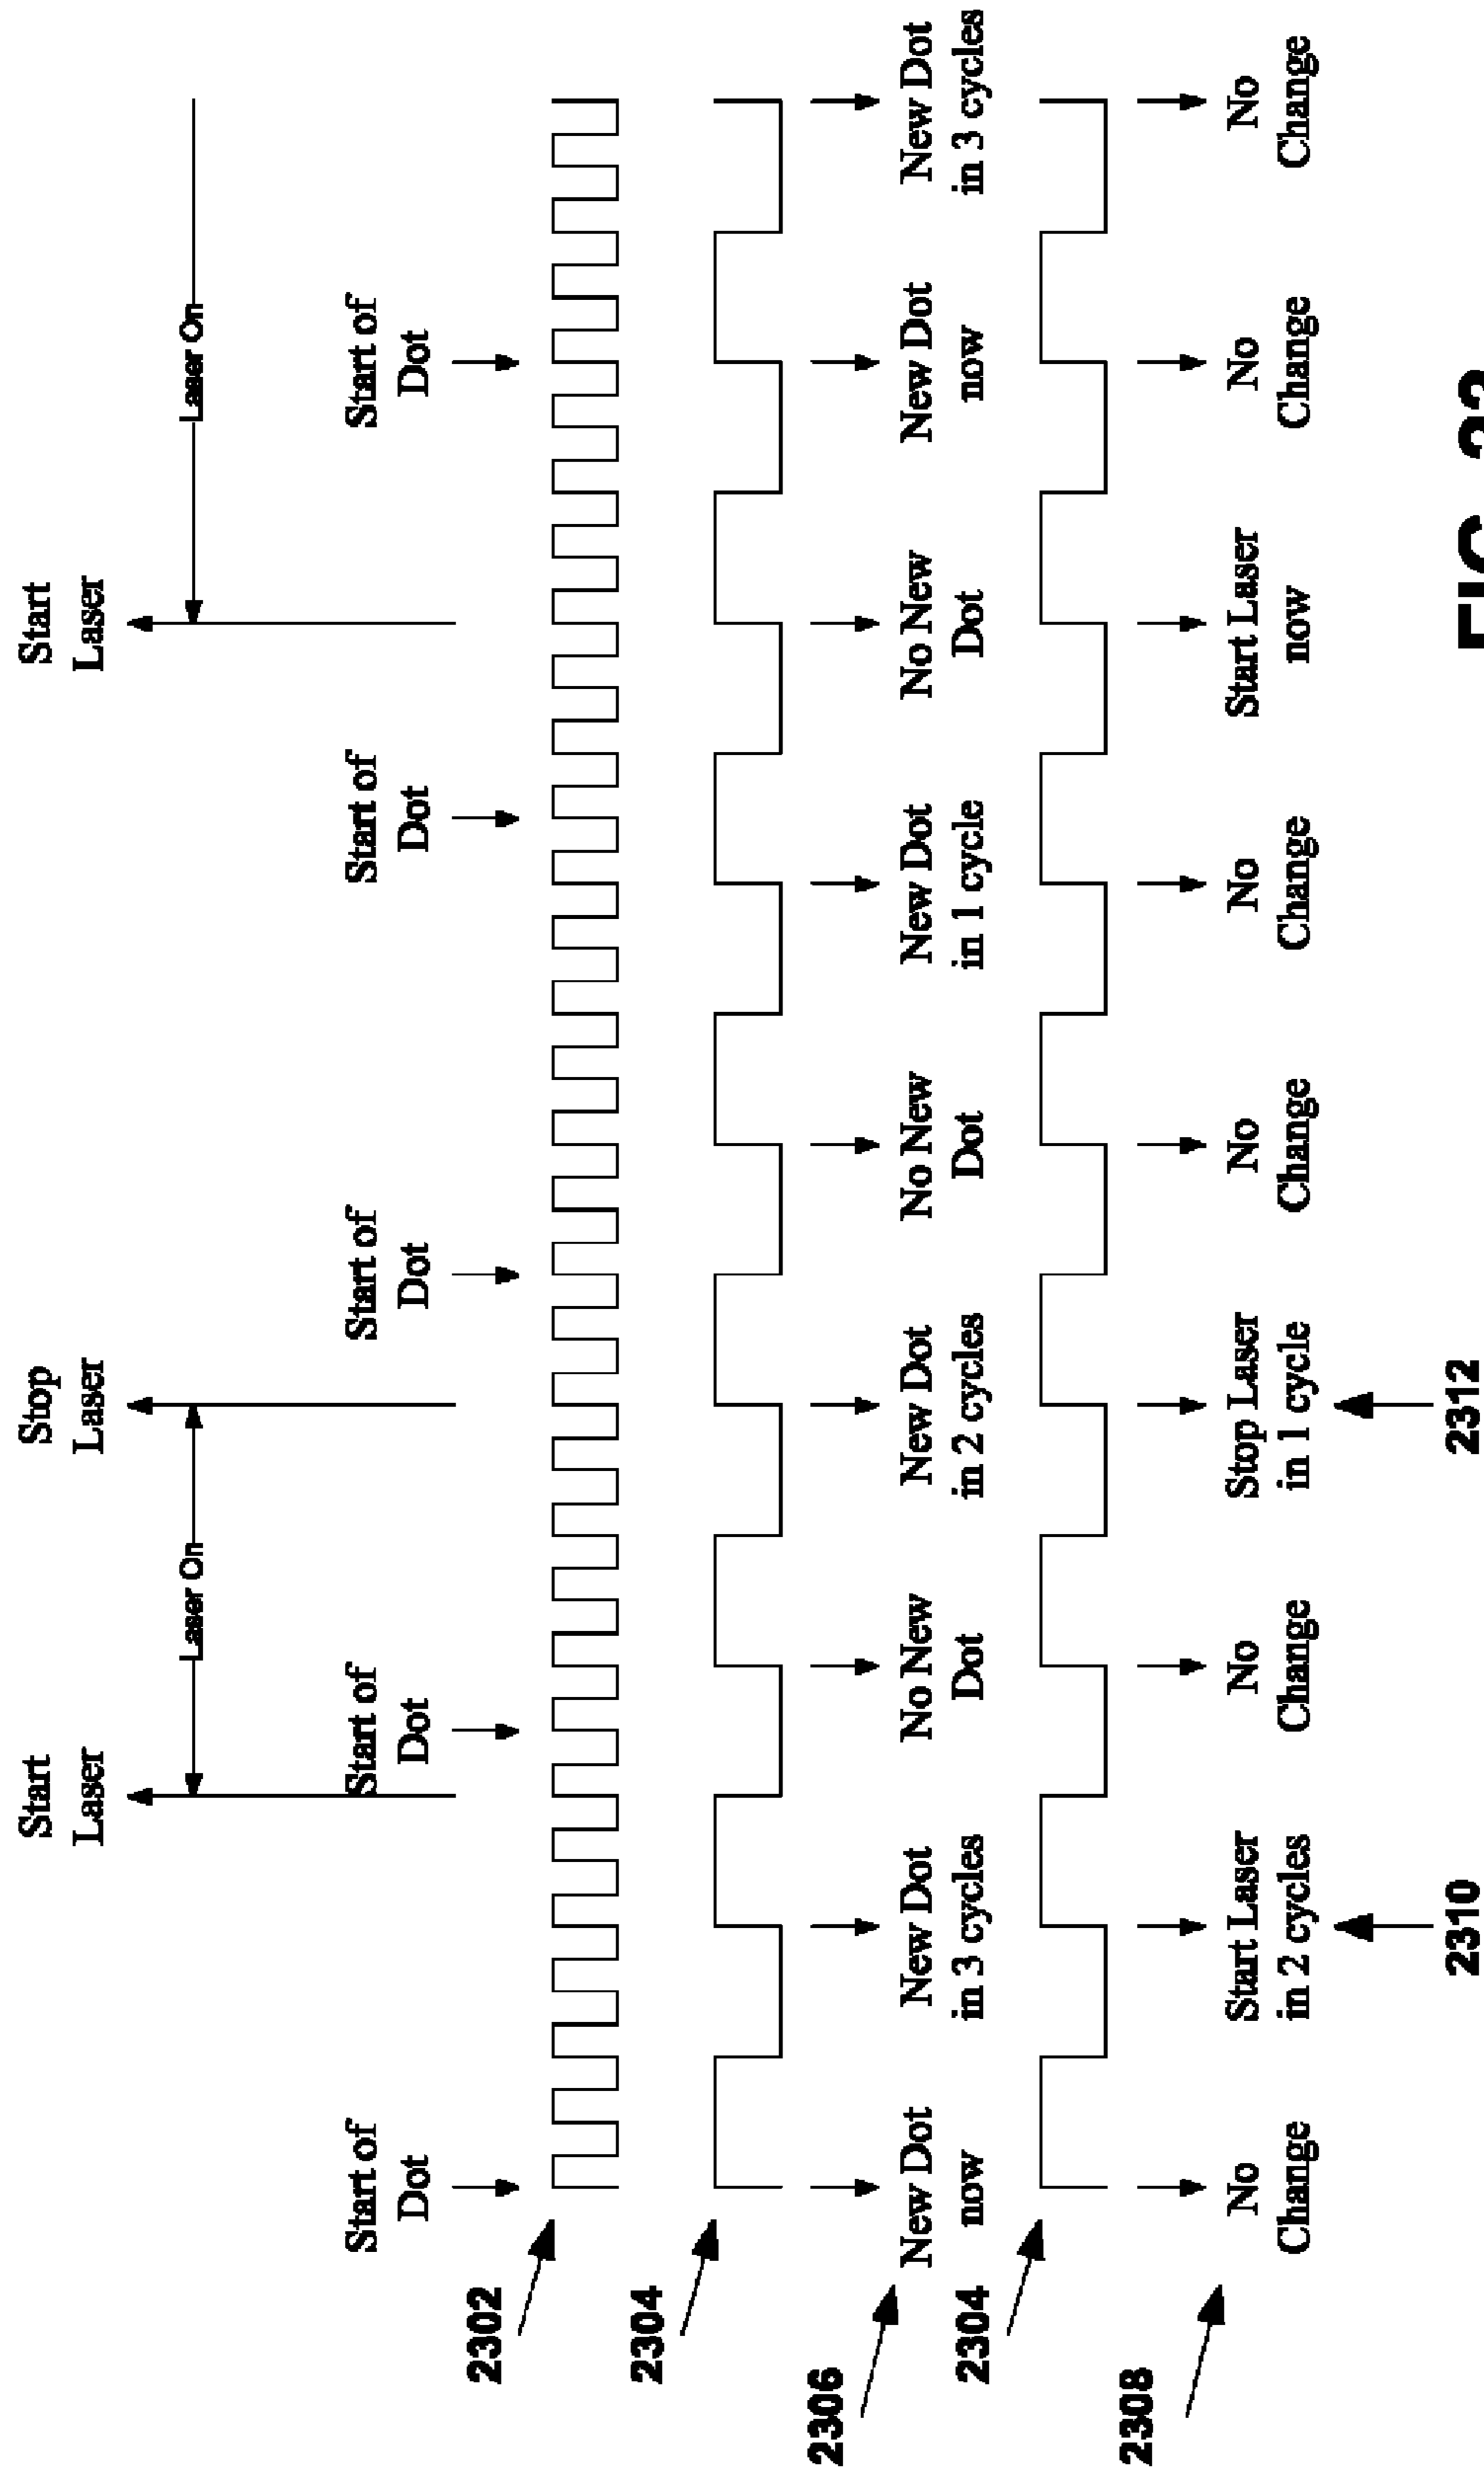 Start
Laser
Stop
Laser
Start
Laser
Laser On
Laser On
Start of
Dot
Start of
Dot
Start of
Dot
Start of
Dot
Start of
Dot
2302
2304
2306
New Dot
now
New Dot
in 3 cycles
No New
Dot
New Dot
in 2 cycles
No New
Dot
New Dot
in 1 cycle
No New
Dot
New Dot
now
New Dot
in 3 cycles
2304
2308
No
Change
Start Laser
in 2 cycles
No
Change
Stop Laser
in 1 cycle
No
Change
No
Change
Start Laser
now
No
Change
No
Change
2310
2312
FIG.